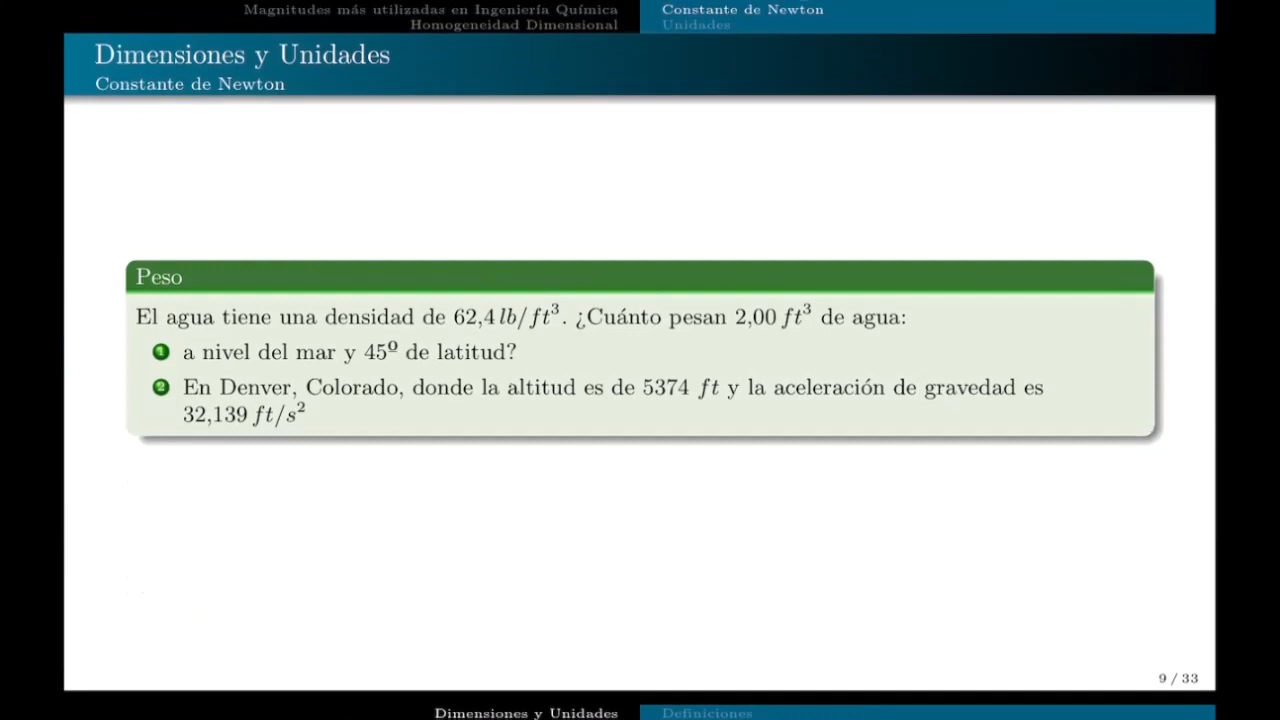 Magnitudes más utilizadas en Ingeniería Química
Homogeneidad Dimensional
Constante de Newton
Unidades
Dimensiones y Unidades
Constante de Newton
Peso
El agua tiene una densidad de 62,4 lb/ft³. ¿Cuánto pesan 2,00 ft³ de agua:
1 a nivel del mar y 45º de latitud?
2 En Denver, Colorado, donde la altitud es de 5374 ft y la aceleración de gravedad es
32,139 ft/s²
9 / 33
Dimensiones y Unidades
Definiciones